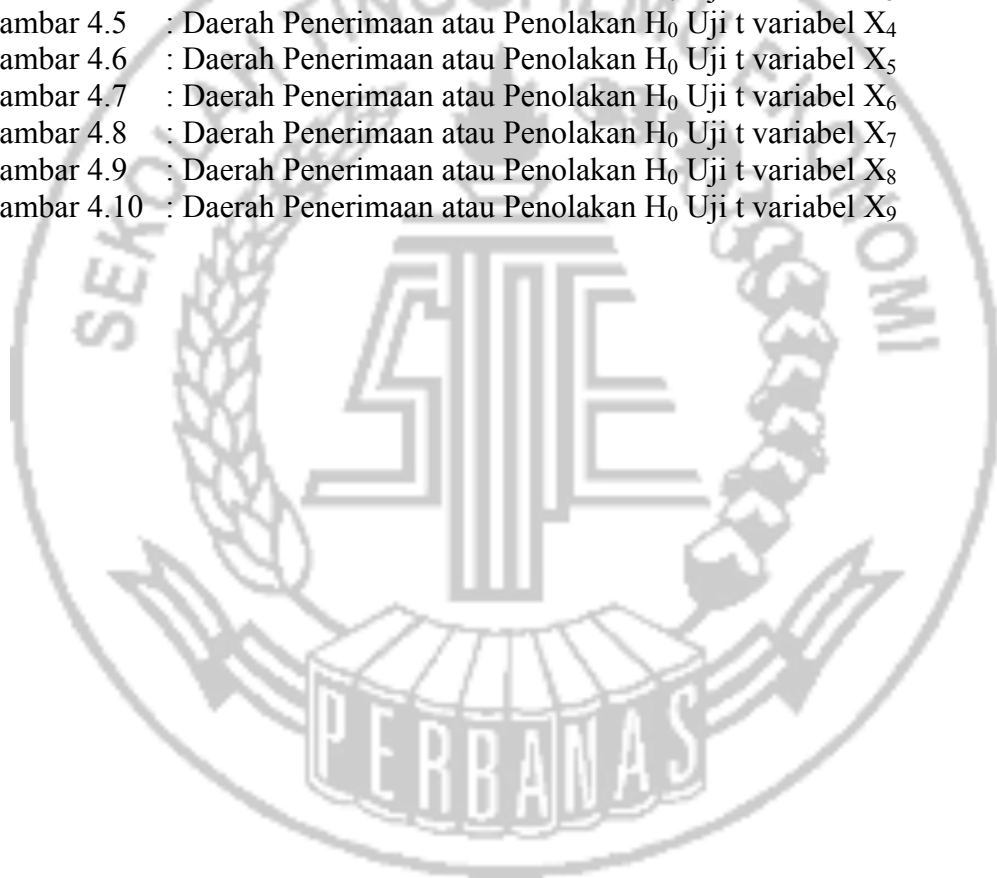 ambar 4.5 : Daerah Penerimaan atau Penolakan H₀ Uji t variabel X₄
ambar 4.6 : Daerah Penerimaan atau Penolakan H₀ Uji t variabel X₅
ambar 4.7 : Daerah Penerimaan atau Penolakan H₀ Uji t variabel X₆
ambar 4.8 : Daerah Penerimaan atau Penolakan H₀ Uji t variabel X₇
ambar 4.9 : Daerah Penerimaan atau Penolakan H₀ Uji t variabel X₈
ambar 4.10 : Daerah Penerimaan atau Penolakan H₀ Uji t variabel X₉
SEKOLAH
STIE
PERBANAS